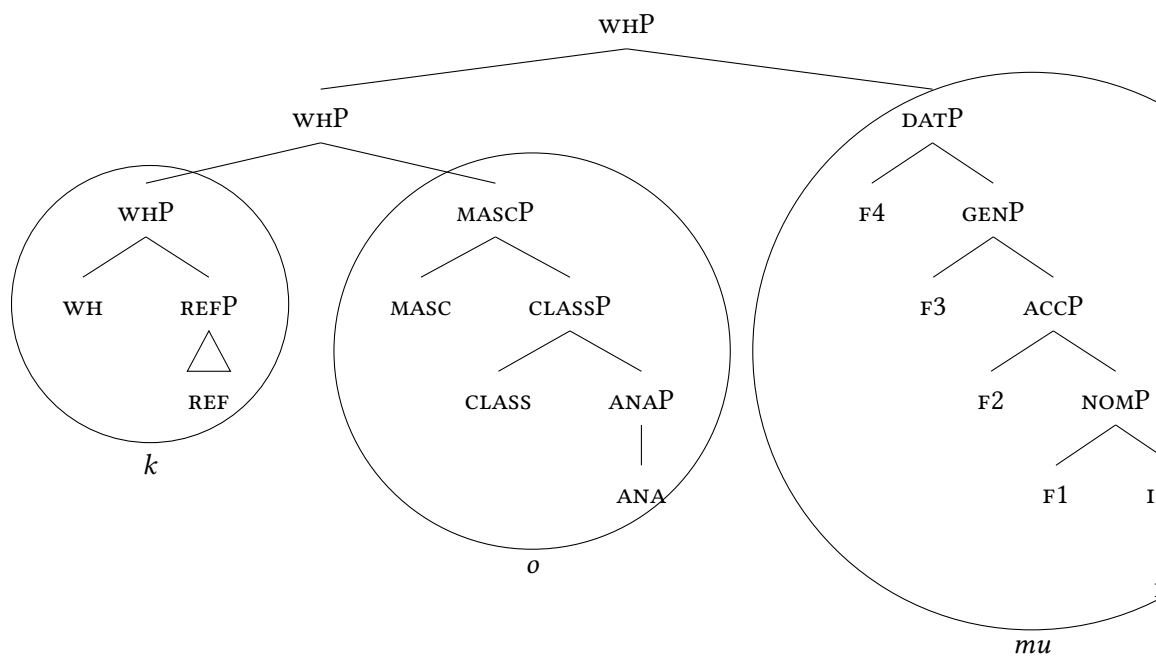 WHP
WHP DATP
WHP MASCP F4 GENP
WH REFP MASC CLASSP F3 ACCP
REF CLASS ANAP F2 NOMP
k
ANA F1
o
mu